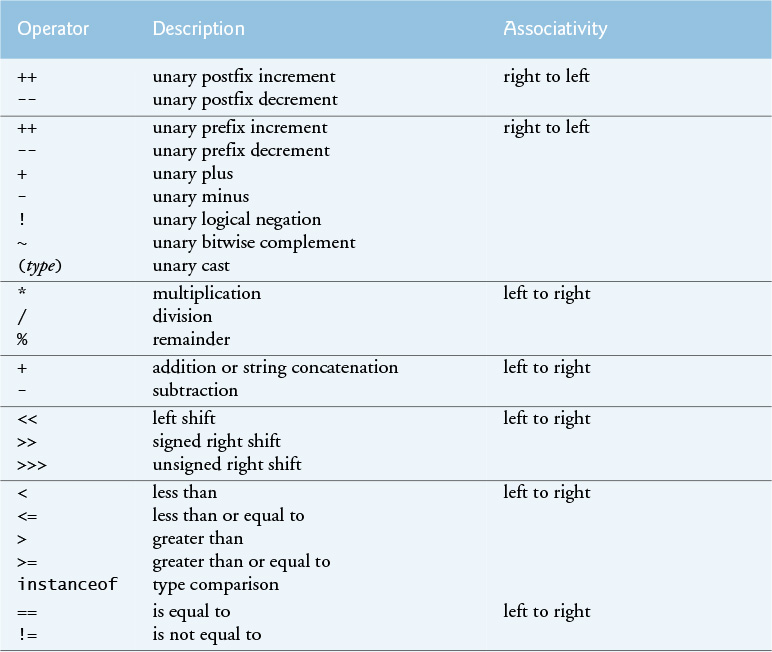 Operator Description Associativity
++ unary postfix increment right to left
-- unary postfix decrement
++ unary prefix increment right to left
-- unary prefix decrement
+ unary plus
- unary minus
! unary logical negation
~ unary bitwise complement
(type) unary cast
* multiplication left to right
/ division
% remainder
+ addition or string concatenation left to right
- subtraction
<< left shift left to right
>> signed right shift
>>> unsigned right shift
< less than left to right
<= less than or equal to
> greater than
>= greater than or equal to
instanceof type comparison
== is equal to left to right
!= is not equal to